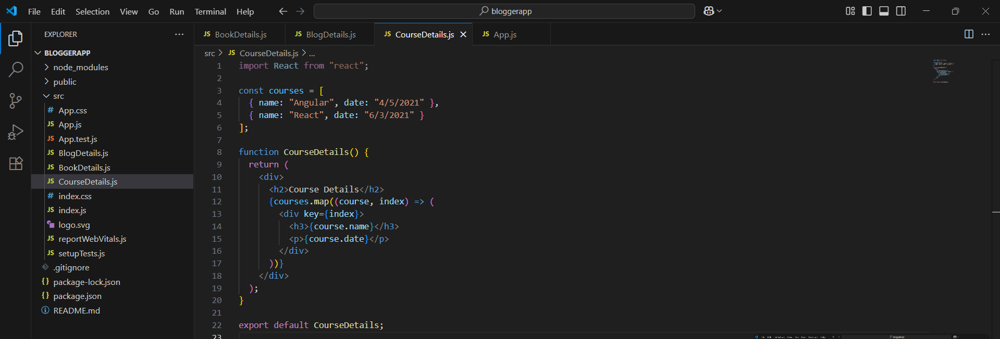 File Edit Selection View Go Run Terminal Help bloggerapp
EXPLORER
BookDetails.js BlogDetails.js CourseDetails.js App.js
BLOGGERAPP
node_modules
public
src
App.css
App.js
App.test.js
BlogDetails.js
BookDetails.js
CourseDetails.js
index.css
index.js
logo.svg
reportWebVitals.js
setupTests.js
.gitignore
package-lock.json
package.json
README.md
src > JS CourseDetails.js > ...
1 import React from "react";
2
3 const courses = [
4 { name: "Angular", date: "4/5/2021" },
5 { name: "React", date: "6/3/2021" }
6 ];
7
8 function CourseDetails() {
9 return (
10 <div>
11 <h2>Course Details</h2>
12 {courses.map((course, index) => (
13 <div key={index}>
14 <h3>{course.name}</h3>
15 <p>{course.date}</p>
16 </div>
17 ))}
18 </div>
19 );
20 }
21
22 export default CourseDetails;
23